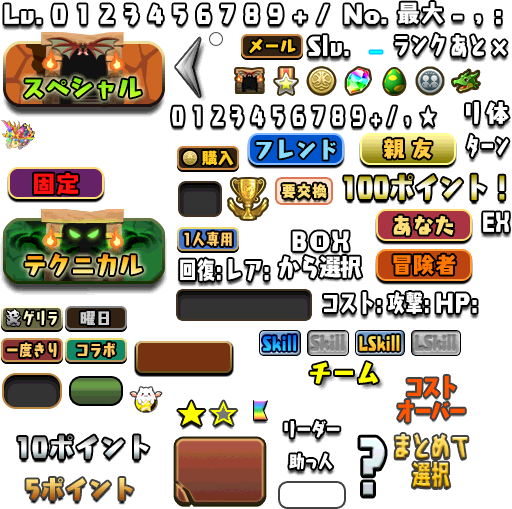 Lv. 0 1 2 3 4 5 6 7 8 9 + / No. 最大 - , :
メール Slv. - ランクあと×
スペシャル
0 1 2 3 4 5 6 7 8 9 + / , ★ リ 体
購入 フレンド 親友 ターン
固定 要交換 100ポイント!
あなた EX
1人専用 BOX
テクニカル 回復: レア: から選択 冒険者
コスト: 攻撃: HP:
ゲリラ 曜日
一度きり コラボ Skill Skill LSkill LSkill
チーム
コスト
オーバー
リーダー
10ポイント ? まとめて
助っ人 選択
5ポイント